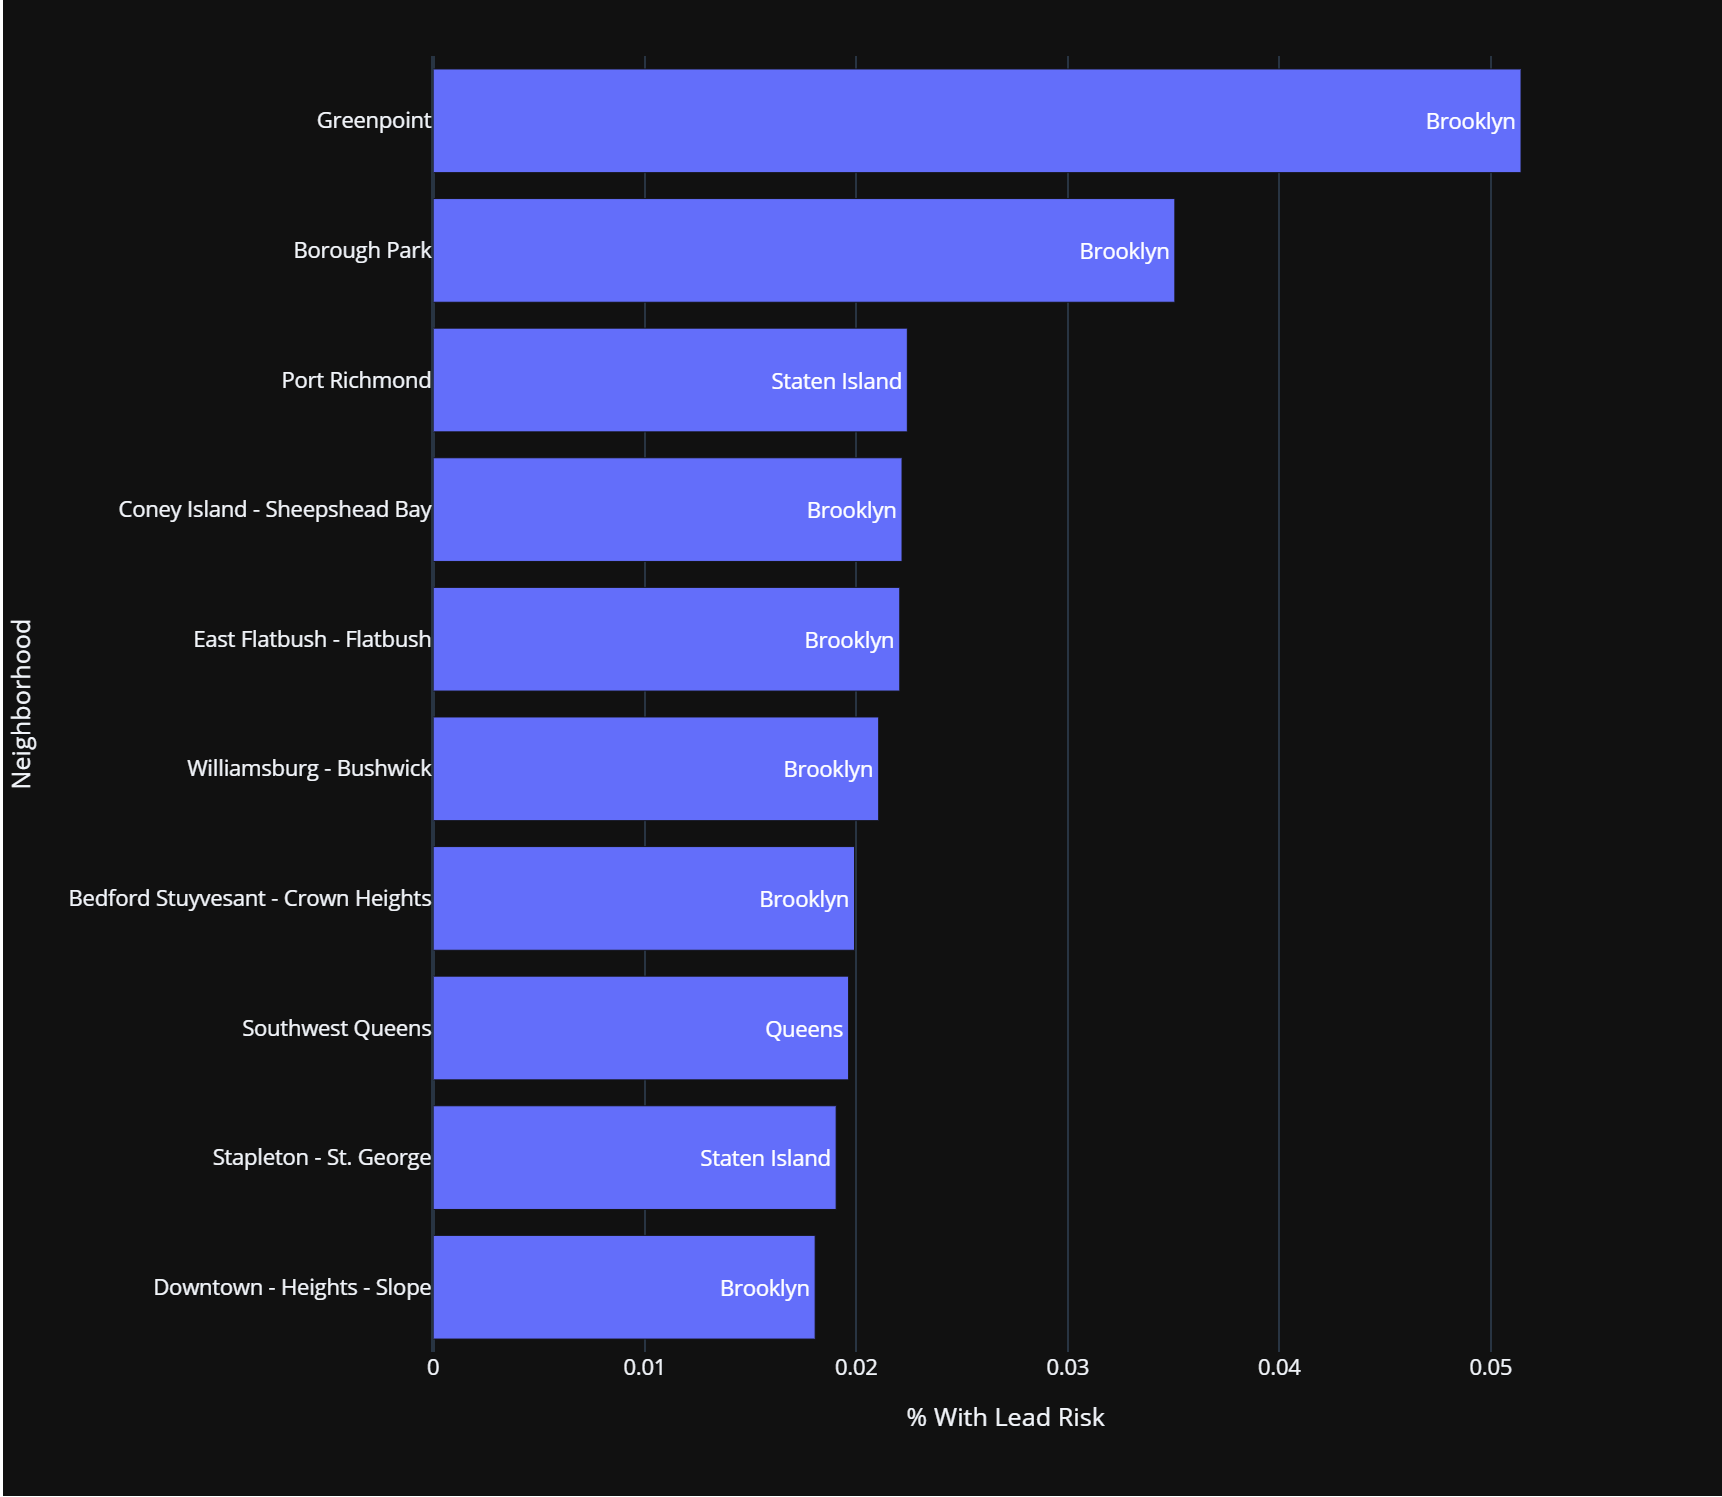 Greenpoint
Brooklyn
Borough Park
Brooklyn
Port Richmond
Staten Island
Coney Island - Sheepshead Bay
Brooklyn
East Flatbush - Flatbush
Brooklyn
Neighborhood
Williamsburg - Bushwick
Brooklyn
Bedford Stuyvesant - Crown Heights
Brooklyn
Southwest Queens
Queens
Stapleton - St. George
Staten Island
Downtown - Heights - Slope
Brooklyn
0 0.01 0.02 0.03 0.04 0.05
% With Lead Risk